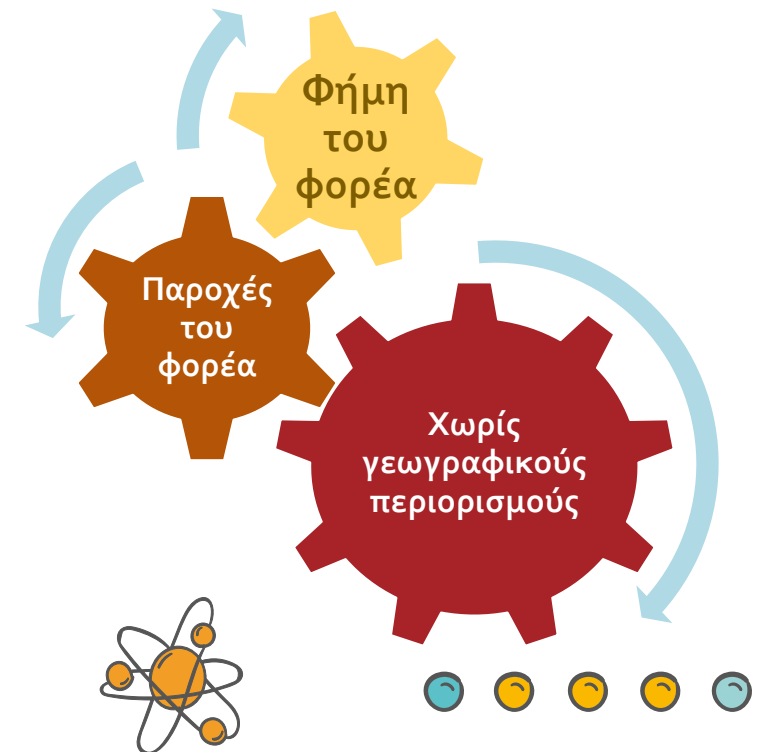 Φήμη
του
φορέα
Παροχές
του
φορέα
Χωρίς
γεωγραφικούς
περιορισμούς